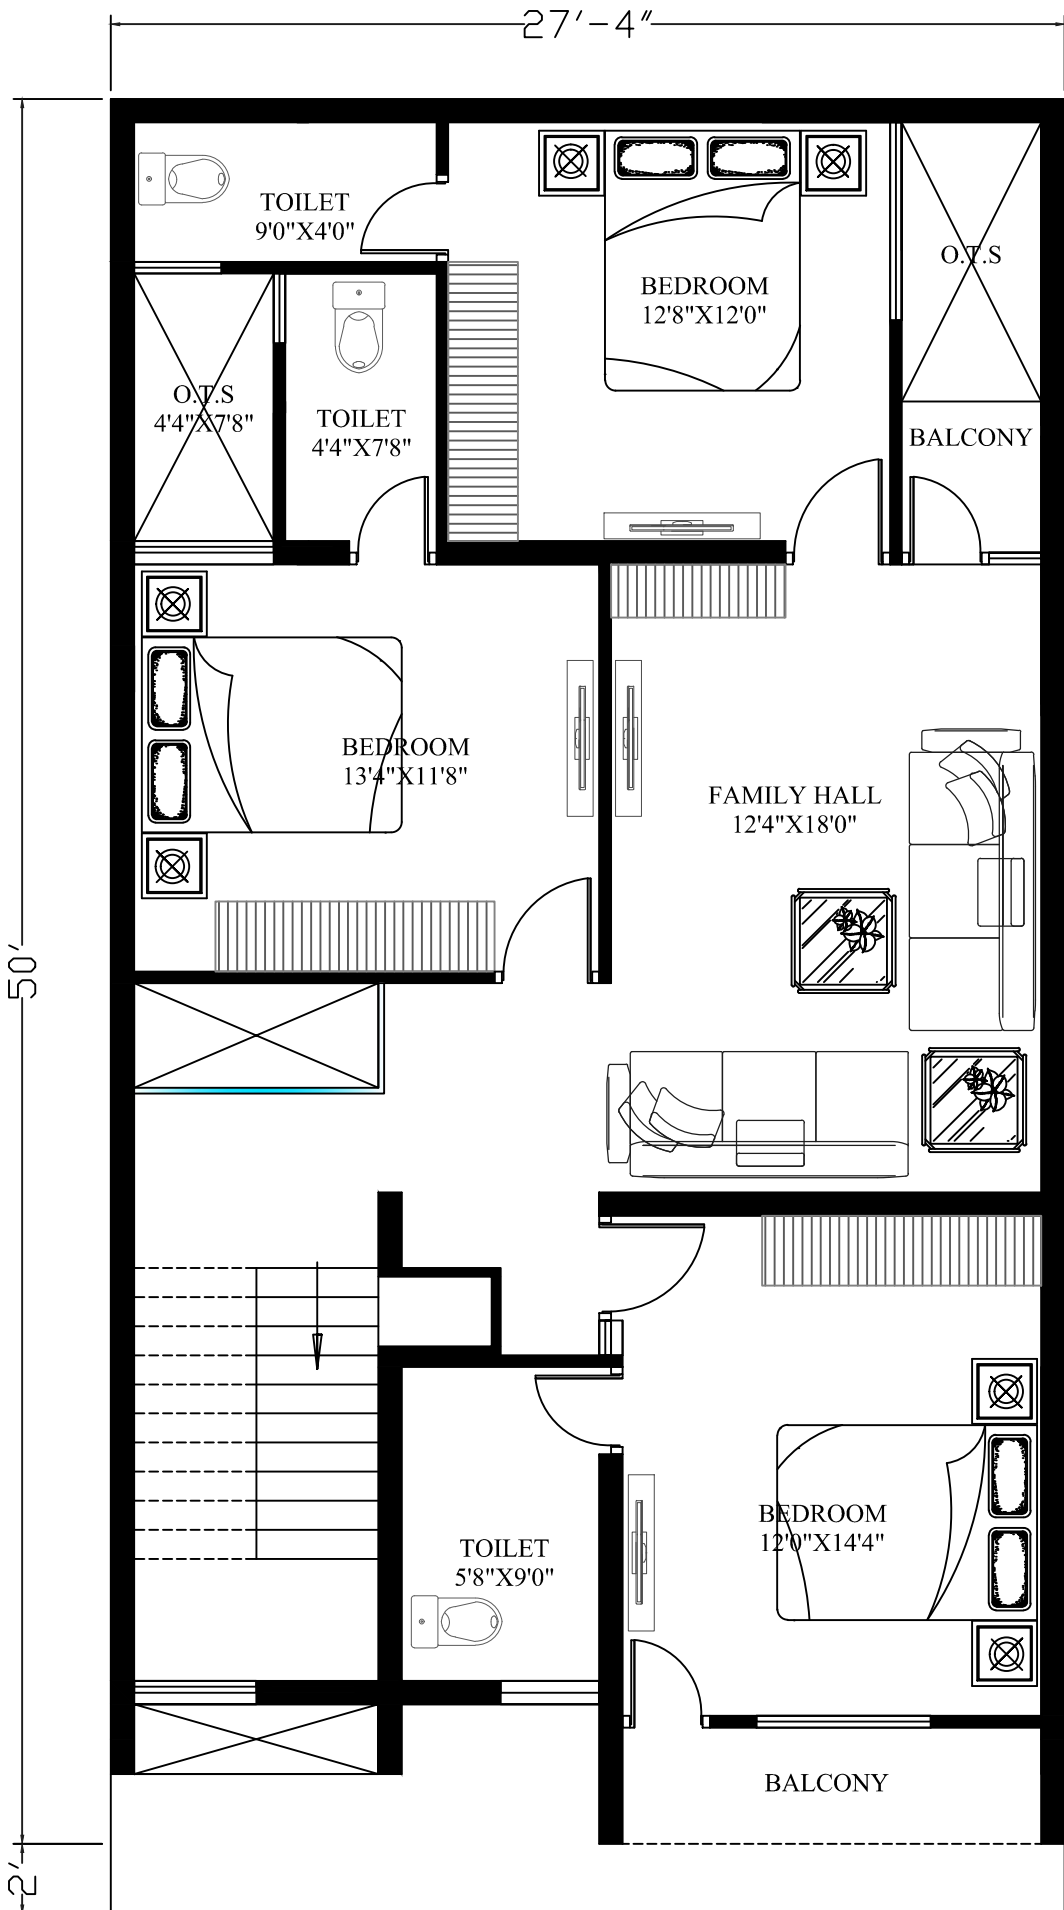 27'-4"
TOILET
9'0"X4'0"
BEDROOM
12'8"X12'0"
O.T.S
O.T.S
4'4"X7'8"
TOILET
4'4"X7'8"
BALCONY
BEDROOM
13'4"X11'8"
FAMILY HALL
12'4"X18'0"
50'
BEDROOM
12'0"X14'4"
TOILET
5'8"X9'0"
BALCONY
2'